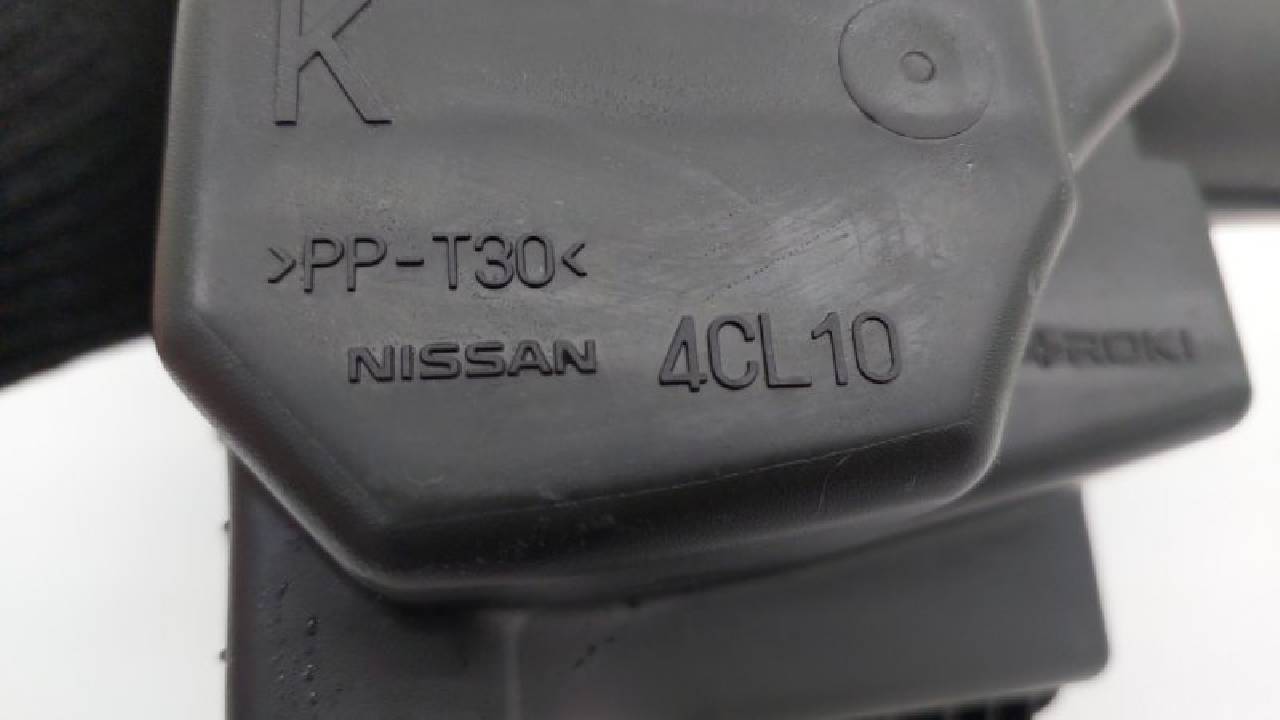 K
>PP-T30<
NISSAN 4CL10
ROKI